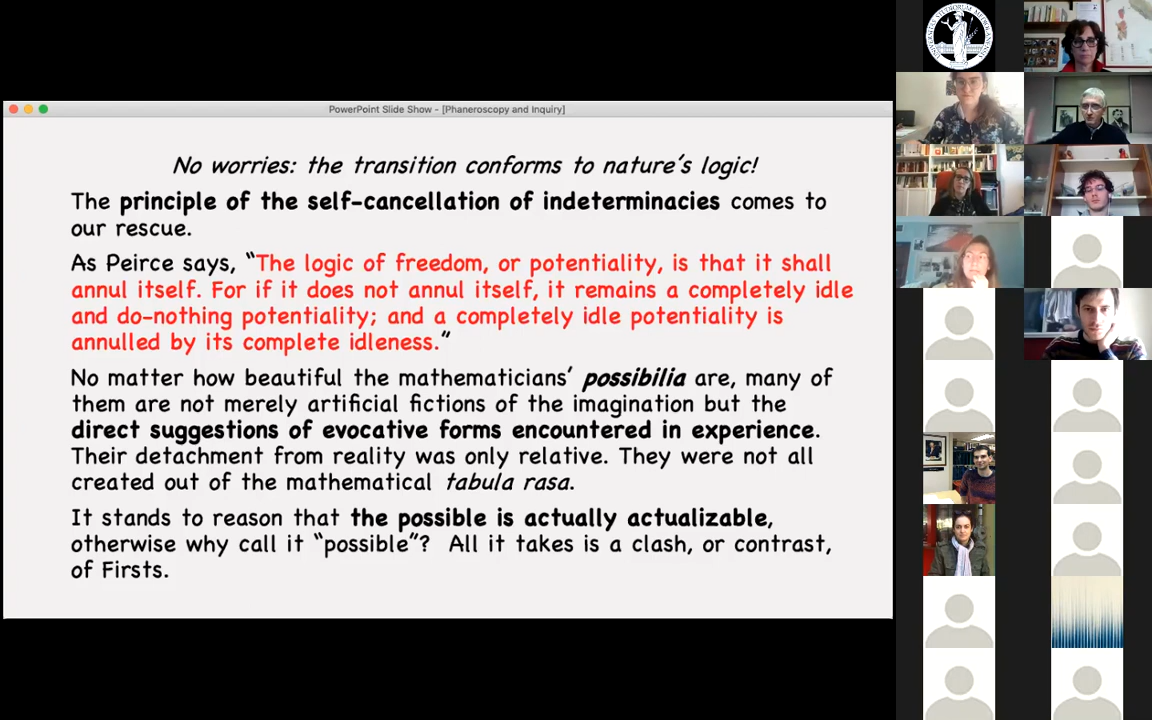 PowerPoint Slide Show - [Phaneroscopy and Inquiry]
No worries: the transition conforms to nature's logic!
The principle of the self-cancellation of indeterminacies comes to
our rescue.
As Peirce says, "The logic of freedom, or potentiality, is that it shall
annul itself. For if it does not annul itself, it remains a completely idle
and do-nothing potentiality; and a completely idle potentiality is
annulled by its complete idleness."
No matter how beautiful the mathematicians' possibilia are, many of
them are not merely artificial fictions of the imagination but the
direct suggestions of evocative forms encountered in experience.
Their detachment from reality was only relative. They were not all
created out of the mathematical tabula rasa.
It stands to reason that the possible is actually actualizable,
otherwise why call it "possible"? All it takes is a clash, or contrast,
of Firsts.
UNIVERSITAS STUDIORUM MEDIOLANENSIS